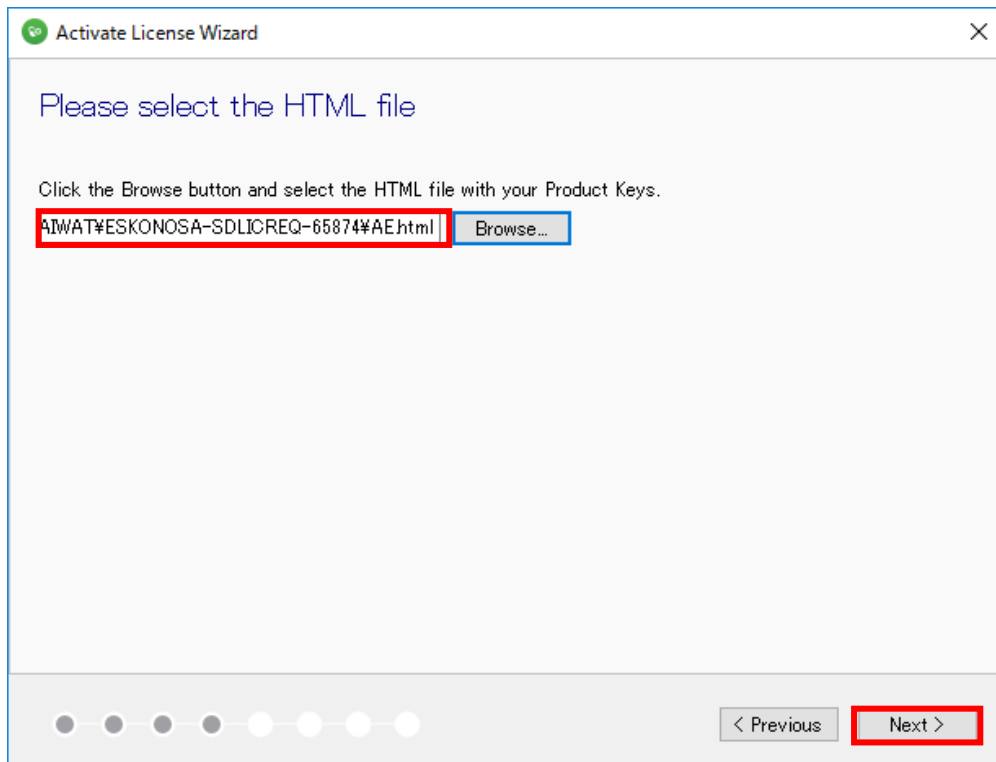 Activate License Wizard
Please select the HTML file
Click the Browse button and select the HTML file with your Product Keys.
AIWAT¥ESKONOSA-SDLICREQ-65874¥AE.html
Browse...
< Previous
Next >